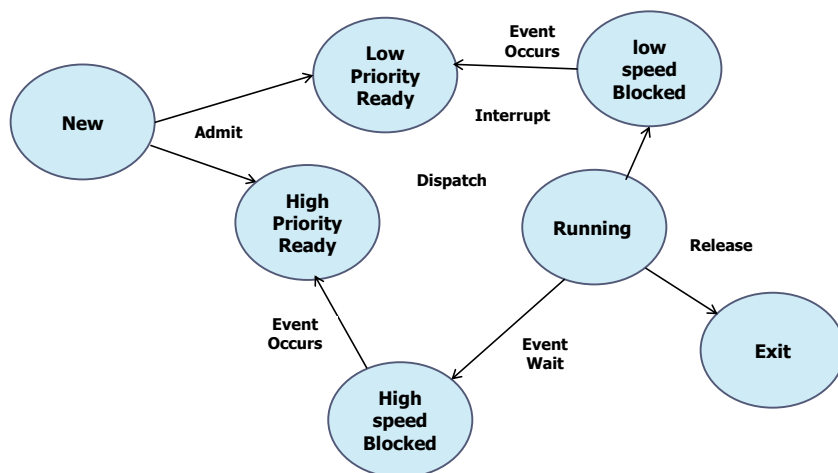 Low
Priority
Ready
Event
Occurs
low
speed
Blocked
New
Admit
Interrupt
Dispatch
High
Priority
Ready
Running
Release
Event
Occurs
Event
Wait
Exit
High
speed
Blocked